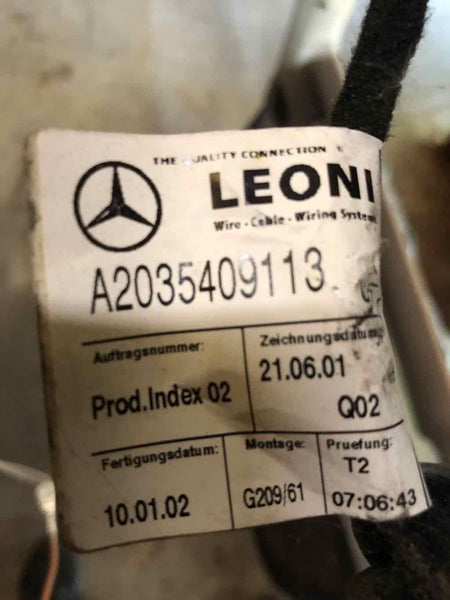 THE QUALITY CONNECTION
LEONI
Wire - Cable - Wiring Systems
A2035409113
Auftragsnummer:
Zeichnungsdatum:
Prod.Index 02
21.06.01
Q02
Fertigungsdatum:
Montage:
Pruefung:
T2
10.01.02
G209/61
07:06:43